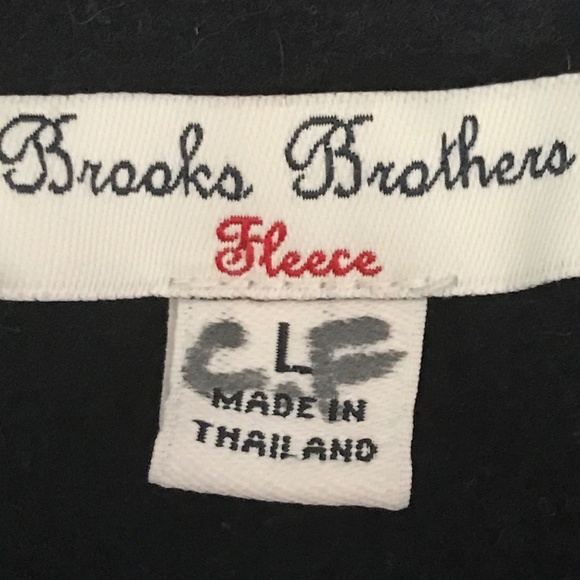 Brooks Brothers
Fleece
L
C.F
MADE IN
THAILAND